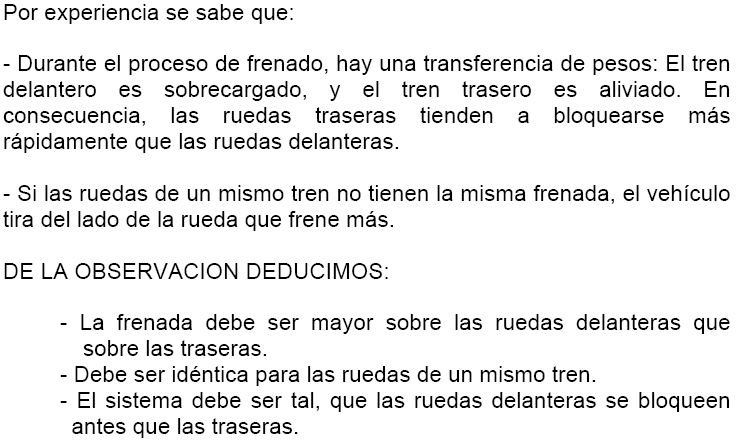 Por experiencia se sabe que:
- Durante el proceso de frenado, hay una transferencia de pesos: El tren
delantero es sobrecargado, y el tren trasero es aliviado. En
consecuencia, las ruedas traseras tienden a bloquearse más
rápidamente que las ruedas delanteras.
- Si las ruedas de un mismo tren no tienen la misma frenada, el vehículo
tira del lado de la rueda que frene más.
DE LA OBSERVACION DEDUCIMOS:
- La frenada debe ser mayor sobre las ruedas delanteras que
sobre las traseras.
- Debe ser idéntica para las ruedas de un mismo tren.
- El sistema debe ser tal, que las ruedas delanteras se bloqueen
antes que las traseras.